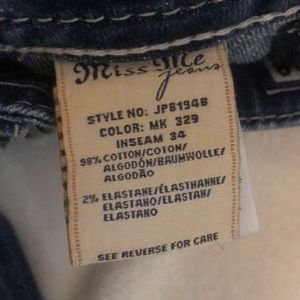 Miss Me
jeans
STYLE NO: JP8194B
COLOR: MK 329
INSEAM 34
98% COTTON/COTTON/
ALGODÓN/BAUMWOLLE/
ALGODÃO
2% ELASTANE/ÉLASTHANNE/
ELASTANO/ELASTAN/
ELASTANO
SEE REVERSE FOR CARE